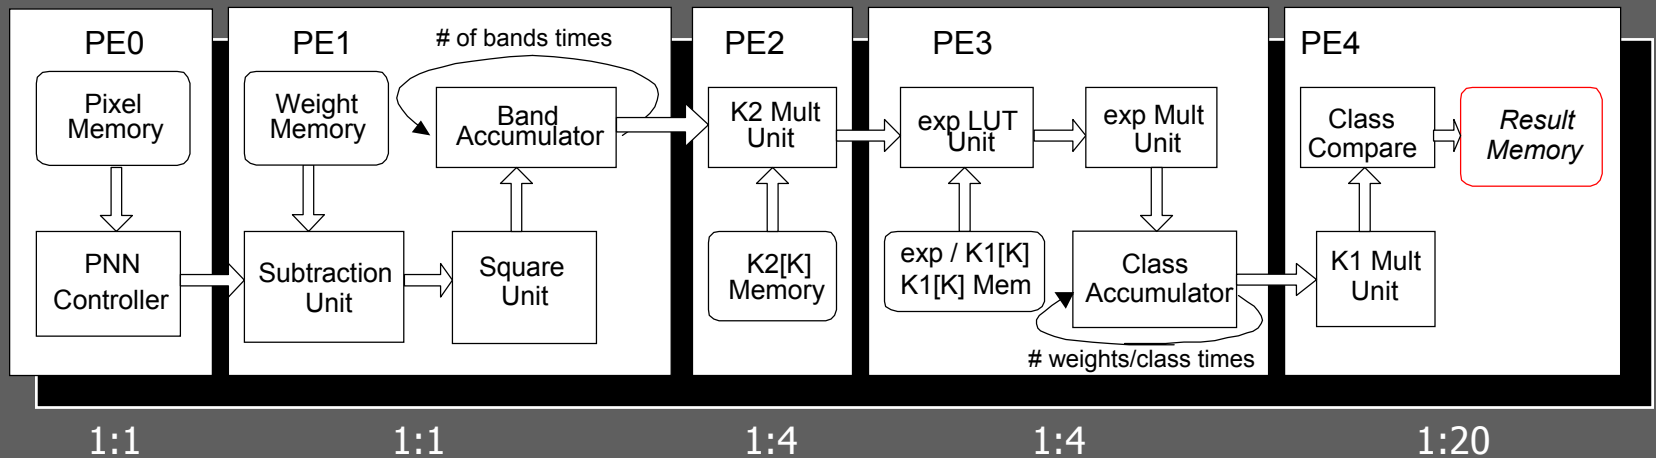 PE0
Pixel
Memory
PNN
Controller
PE1
# of bands times
Weight
Memory
Band
Accumulator
Subtraction
Unit
Square
Unit
PE2
K2 Mult
Unit
K2[K]
Memory
PE3
exp LUT
Unit
exp Mult
Unit
exp / K1[K]
K1[K] Mem
Class
Accumulator
# weights/class times
PE4
Class
Compare
Result
Memory
K1 Mult
Unit
1:1
1:1
1:4
1:4
1:20